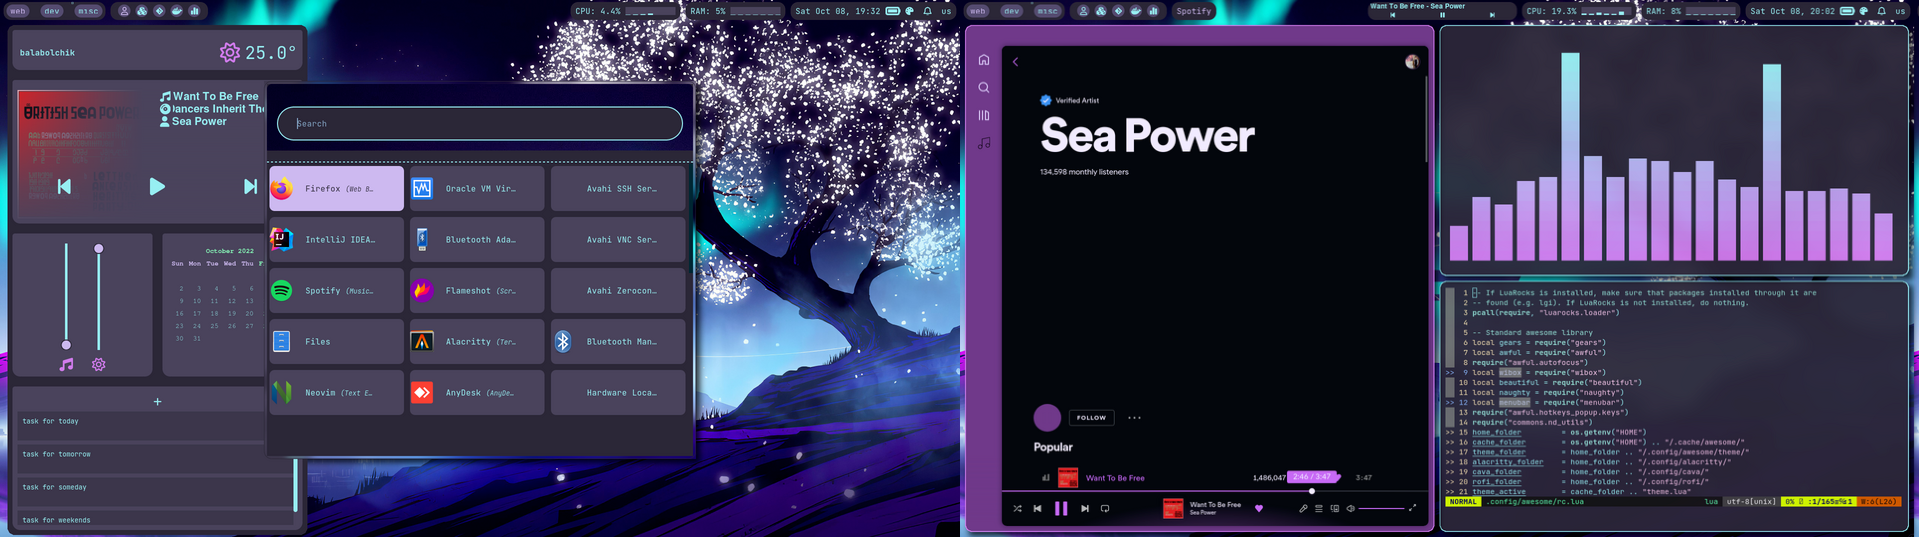 web dev misc
CPU: 4.4%
RAM: 5%
Sat Oct 08, 19:32
us
balabolchik
25.0°
BRITISH SEA POWER
Want To Be Free
Dancers Inherit The
Sea Power
October 2022
Sun Mon Tue Wed Thu F
2 3 4 5 6
9 10 11 12 13
16 17 18 19 20
23 24 25 26 27
30 31
+
task for today
task for tomorrow
task for someday
task for weekends
Search
Firefox (Web B…
Oracle VM Vir…
Avahi SSH Ser…
IntelliJ IDEA…
Bluetooth Ada…
Avahi VNC Ser…
Spotify (Music…
Flameshot (Scr…
Avahi Zerocon…
Files
Alacritty (Ter…
Bluetooth Man…
Neovim (Text E…
AnyDesk (AnyDe…
Hardware Loca…
web dev misc
Spotify
Want To Be Free - Sea Power
CPU: 19.3%
RAM: 8%
Sat Oct 08, 20:02
us
Verified Artist
Sea Power
134,598 monthly listeners
FOLLOW
Popular
Want To Be Free
1,486,047
2:46 / 3:47
3:47
Want To Be Free
Sea Power
1 -- If LuaRocks is installed, make sure that packages installed through it are
2 -- found (e.g. lgi). If LuaRocks is not installed, do nothing.
3 pcall(require, "luarocks.loader")
4
5 -- Standard awesome library
6 local gears = require("gears")
7 local awful = require("awful")
8 require("awful.autofocus")
>> 9 local wibox = require("wibox")
10 local beautiful = require("beautiful")
11 local naughty = require("naughty")
>> 12 local menubar = require("menubar")
13 require("awful.hotkeys_popup.keys")
14 require("commons.nd_utils")
>> 15 home_folder = os.getenv("HOME")
>> 16 cache_folder = os.getenv("HOME") .. "/.cache/awesome/"
>> 17 theme_folder = home_folder .. "/.config/awesome/theme/"
>> 18 alacritty_folder = home_folder .. "/.config/alacritty/"
>> 19 cava_folder = home_folder .. "/.config/cava/"
>> 20 rofi_folder = home_folder .. "/.config/rofi/"
>> 21 theme_active = cache_folder .. "theme.lua"
NORMAL .config/awesome/rc.lua lua utf-8[unix] 0% :1/165 :1 W:6(L26)